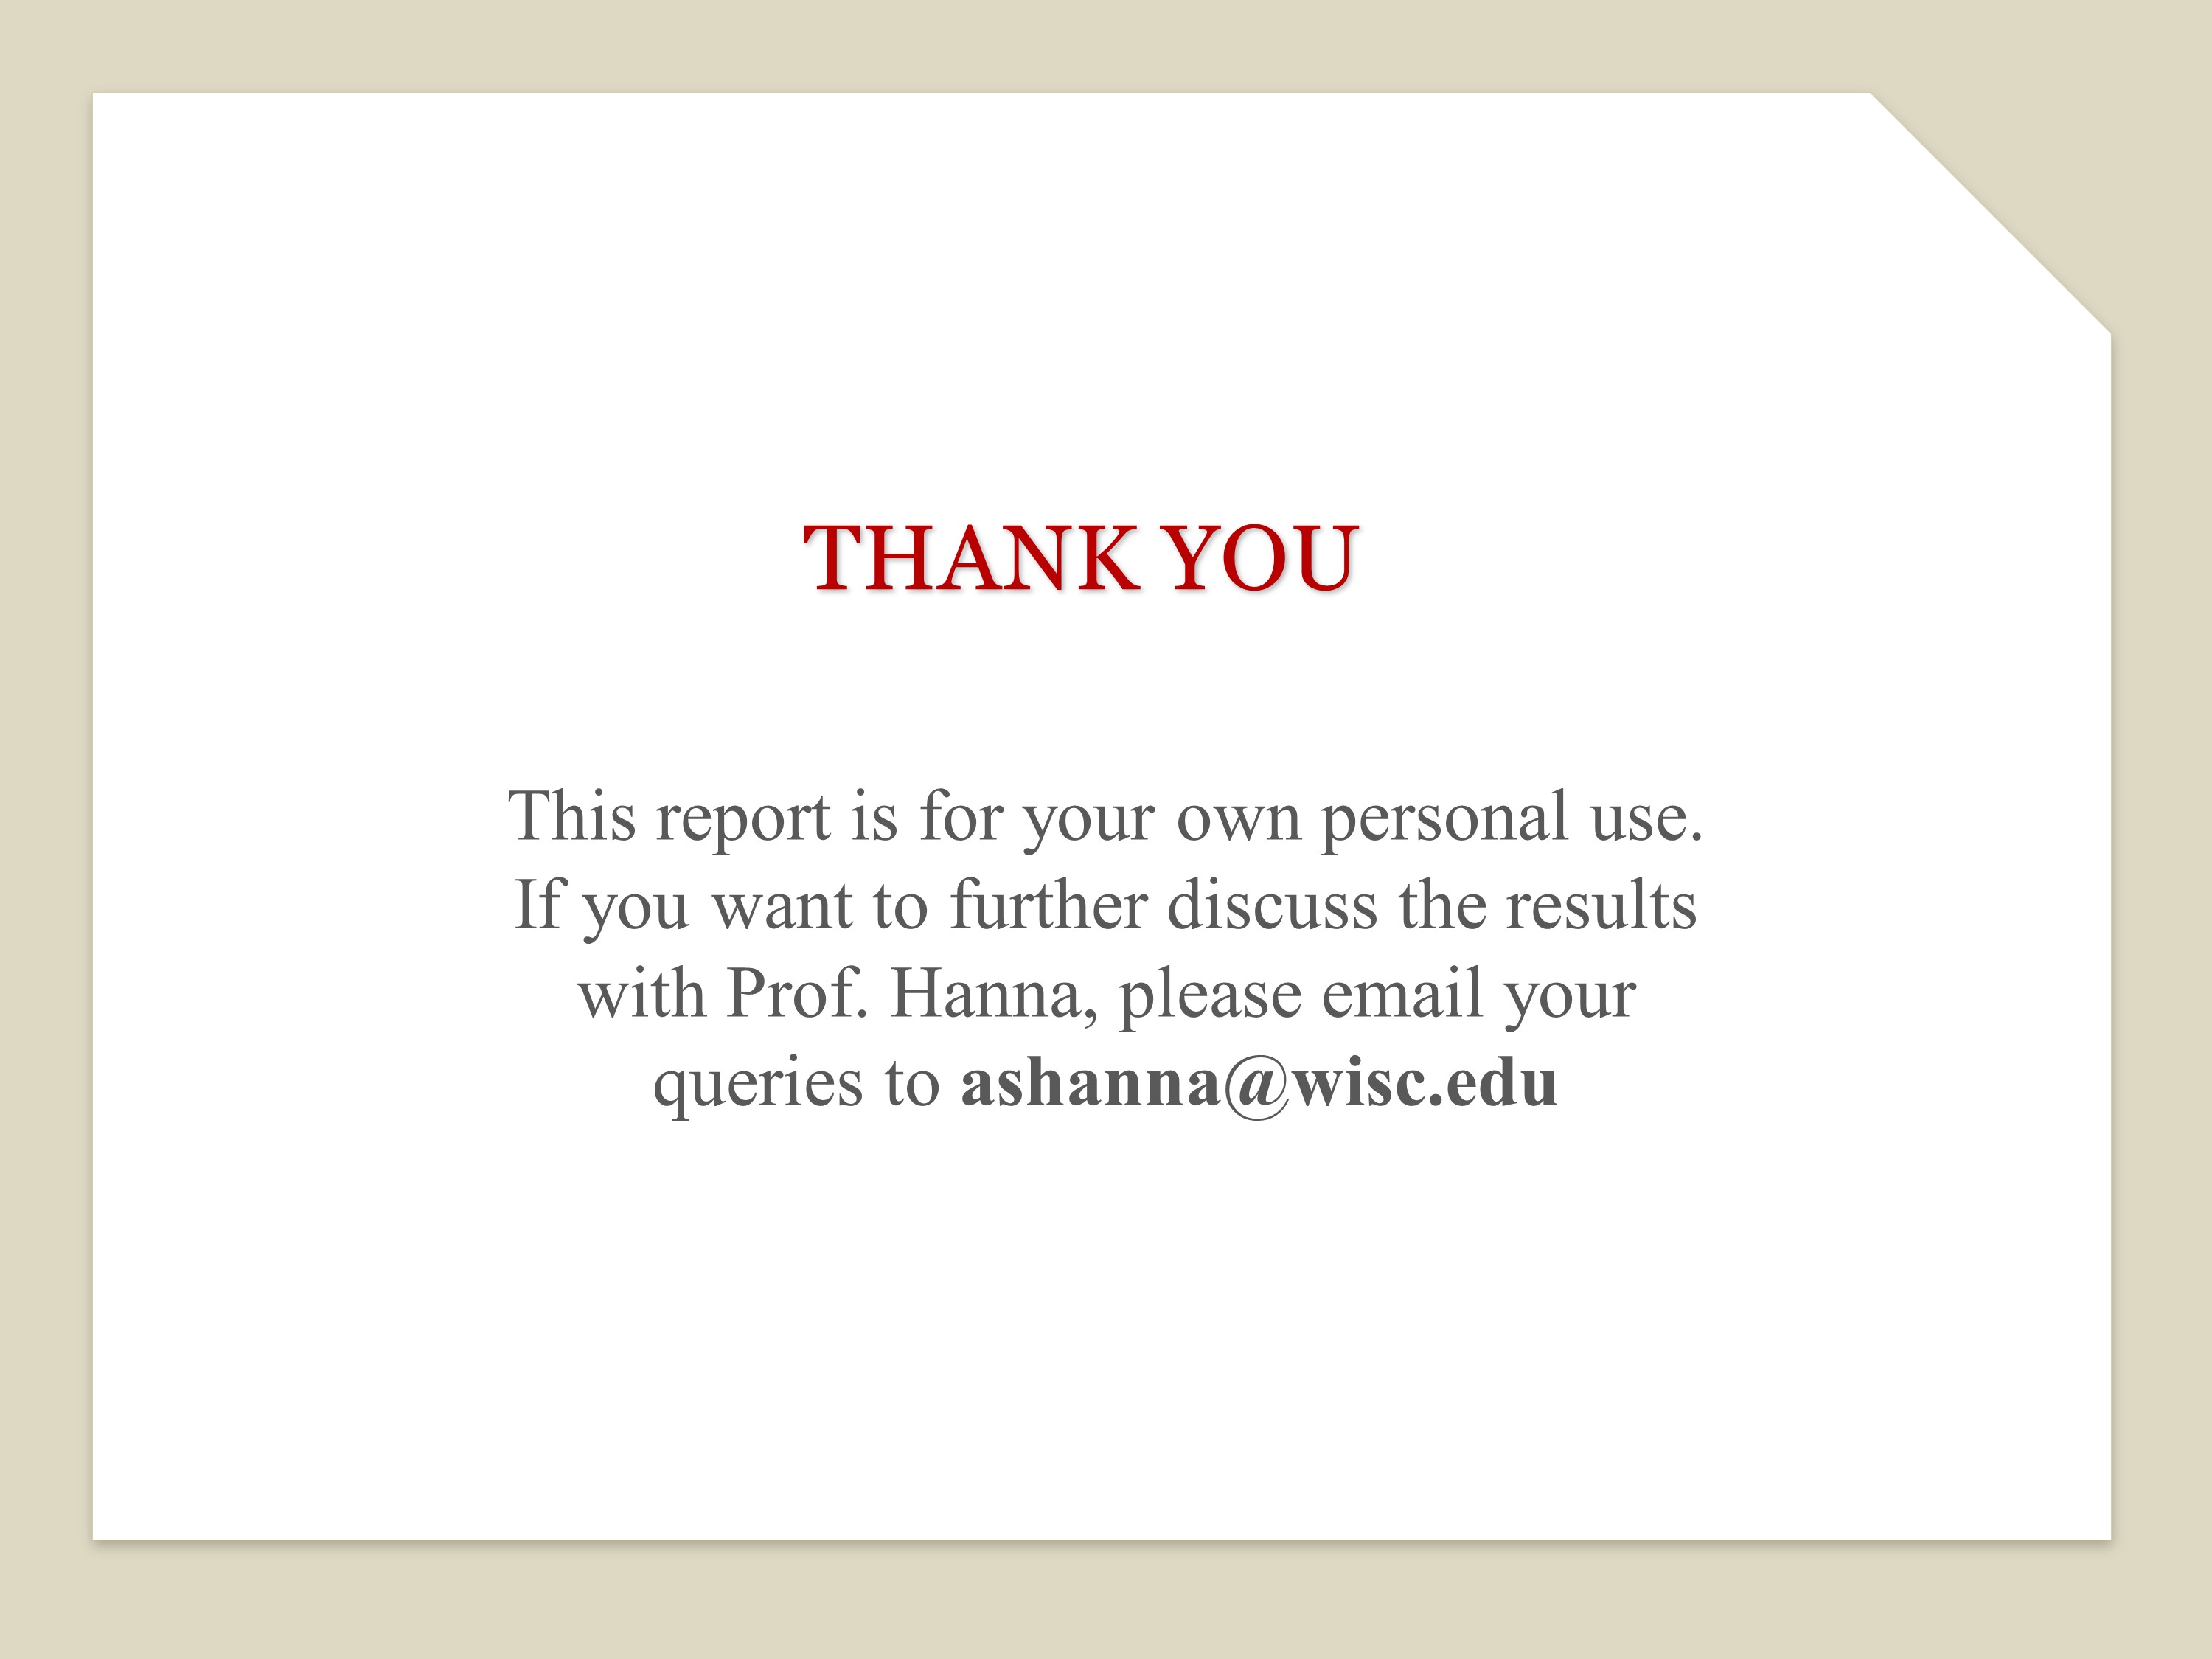 THANK YOU
This report is for your own personal use.
If you want to further discuss the results
with Prof. Hanna, please email your
queries to ashanna@wisc.edu